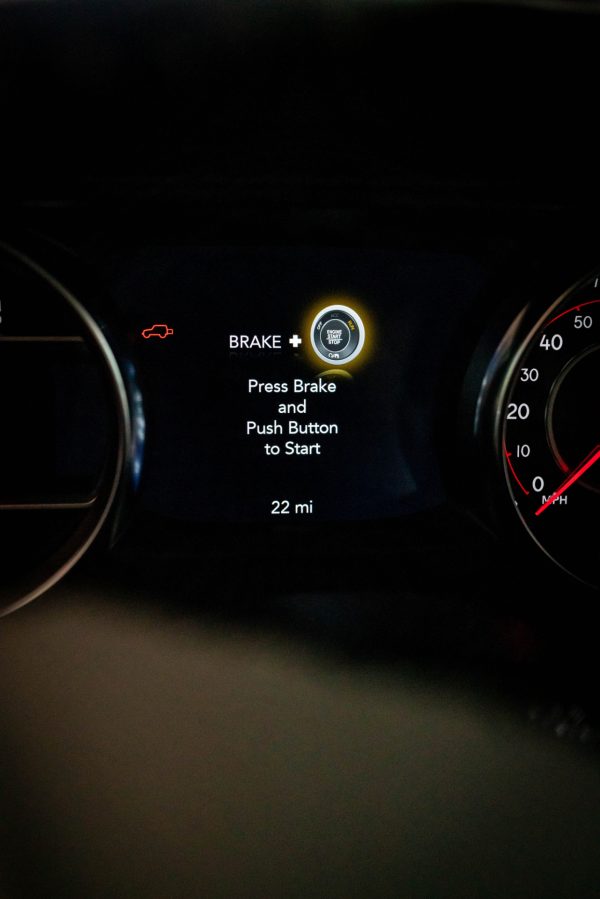 BRAKE +
ENGINE
START
STOP
RUN
Press Brake
and
Push Button
to Start
22 mi
50
40
30
20
10
0
MPH